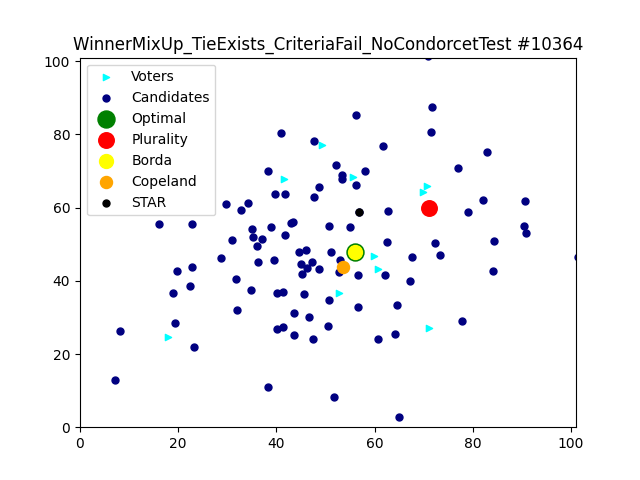 WinnerMixUp_TieExists_CriteriaFail_NoCondorcetTest #10364
Voters
Candidates
Optimal
Plurality
Borda
Copeland
STAR
100
80
60
40
20
0
0 20 40 60 80 100